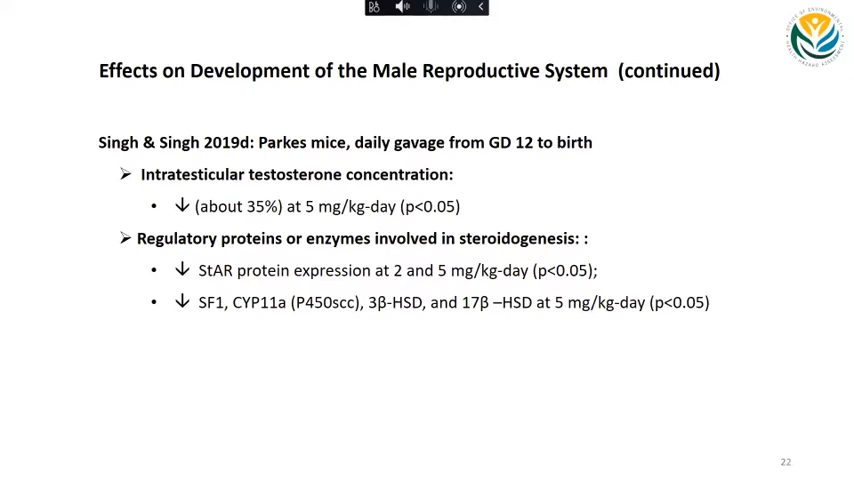 Effects on Development of the Male Reproductive System (continued)
Singh & Singh 2019d: Parkes mice, daily gavage from GD 12 to birth
➢ Intratesticular testosterone concentration:
• ↓ (about 35%) at 5 mg/kg-day (p<0.05)
➢ Regulatory proteins or enzymes involved in steroidogenesis: :
• ↓ StAR protein expression at 2 and 5 mg/kg-day (p<0.05);
• ↓ SF1, CYP11a (P450scc), 3β-HSD, and 17β –HSD at 5 mg/kg-day (p<0.05)
22